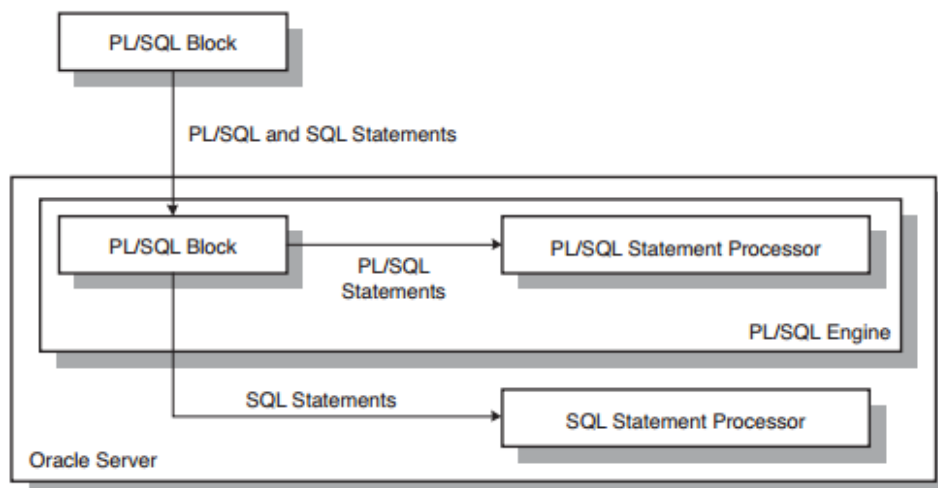 PL/SQL Block
PL/SQL and SQL Statements
PL/SQL Block
PL/SQL Statement Processor
PL/SQL
Statements
PL/SQL Engine
SQL Statements
SQL Statement Processor
Oracle Server